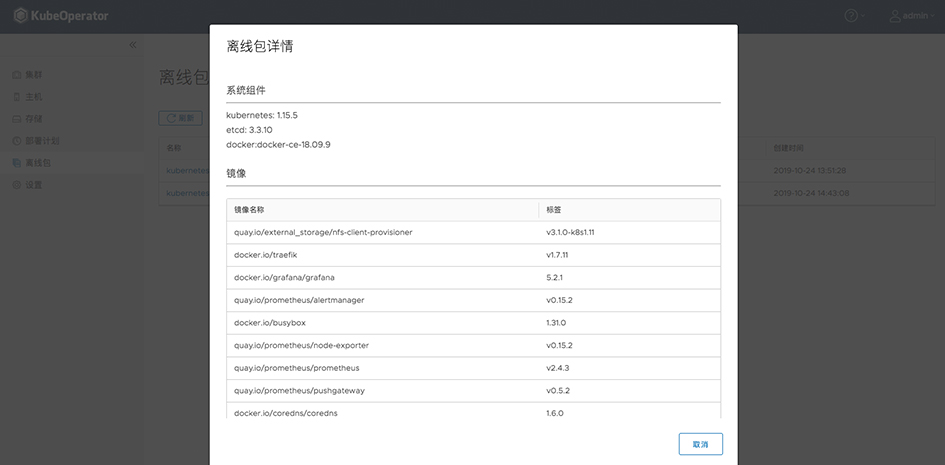 KubeOperator
admin
离线包详情
集群
主机
存储
部署计划
离线包
设置
离线包
刷新
名称
创建时间
kubernetes
2019-10-24 13:51:28
kubernetes
2019-10-24 14:43:08
系统组件
kubernetes: 1.15.5
etcd: 3.3.10
docker:docker-ce-18.09.9
镜像
镜像名称 标签
quay.io/external_storage/nfs-client-provisioner v3.1.0-k8s1.11
docker.io/traefik v1.7.11
docker.io/grafana/grafana 5.2.1
quay.io/prometheus/alertmanager v0.15.2
docker.io/busybox 1.31.0
quay.io/prometheus/node-exporter v0.15.2
quay.io/prometheus/prometheus v2.4.3
quay.io/prometheus/pushgateway v0.5.2
docker.io/coredns/coredns 1.6.0
取消